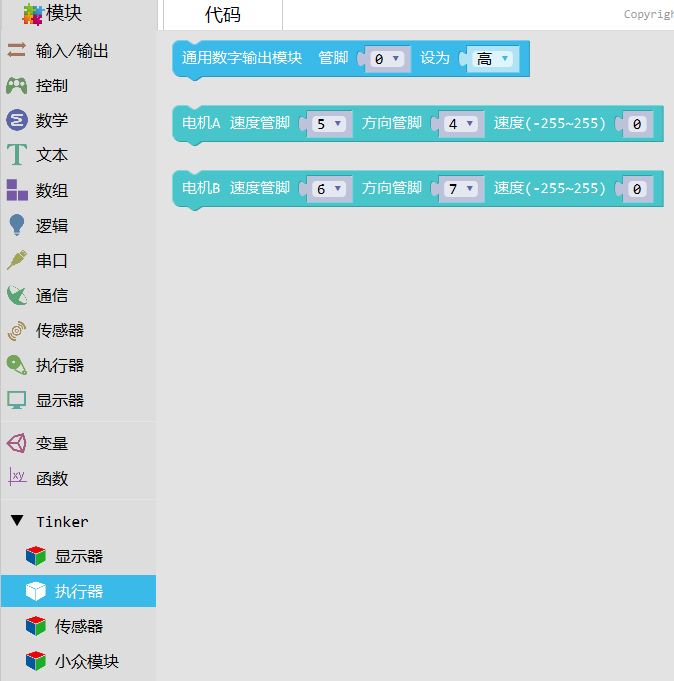 模块
代码
Copyrigh
输入/输出
控制
数学
文本
数组
逻辑
串口
通信
传感器
执行器
显示器
变量
xy
函数
Tinker
显示器
执行器
传感器
小众模块
通用数字输出模块 管脚 0 设为 高
电机A 速度管脚 5 方向管脚 4 速度(-255~255) 0
电机B 速度管脚 6 方向管脚 7 速度(-255~255) 0